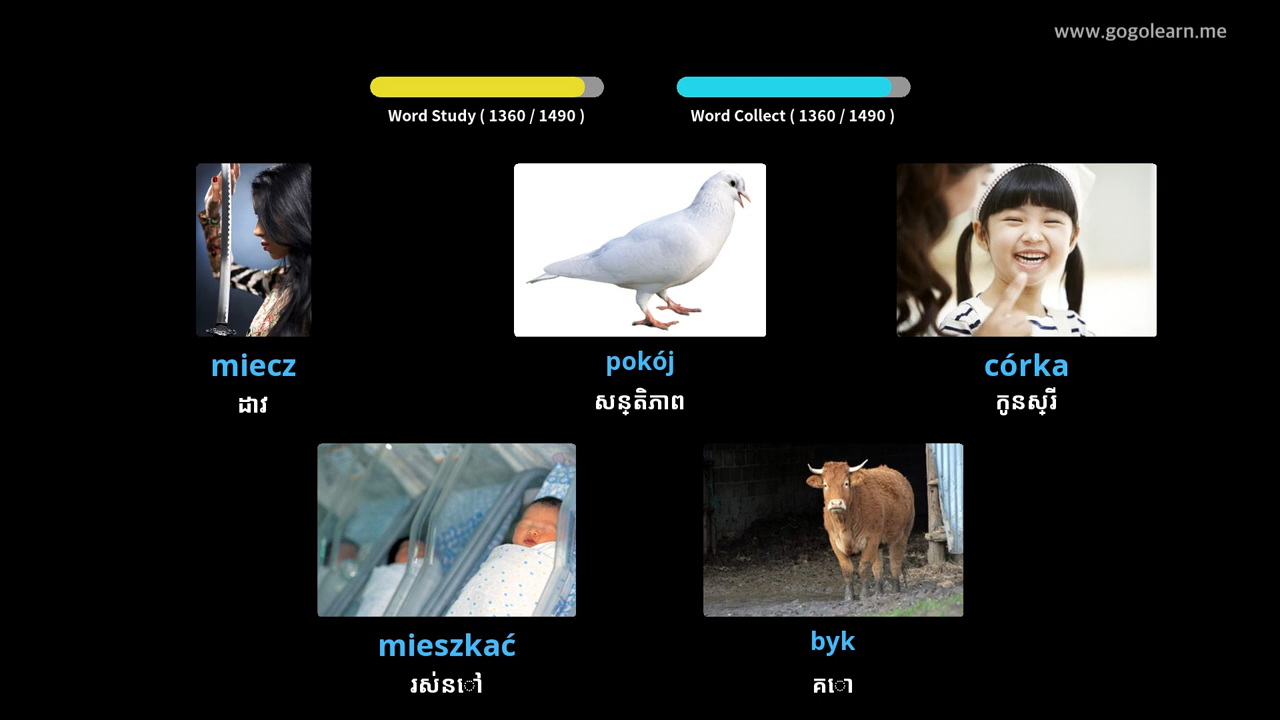 www.gogolearn.me
Word Study ( 1360 / 1490 )
Word Collect ( 1360 / 1490 )
miecz
ដាវ
pokój
សន្តិភាព
córka
កូនស្រី
mieszkać
រស់នៅ
byk
គោ